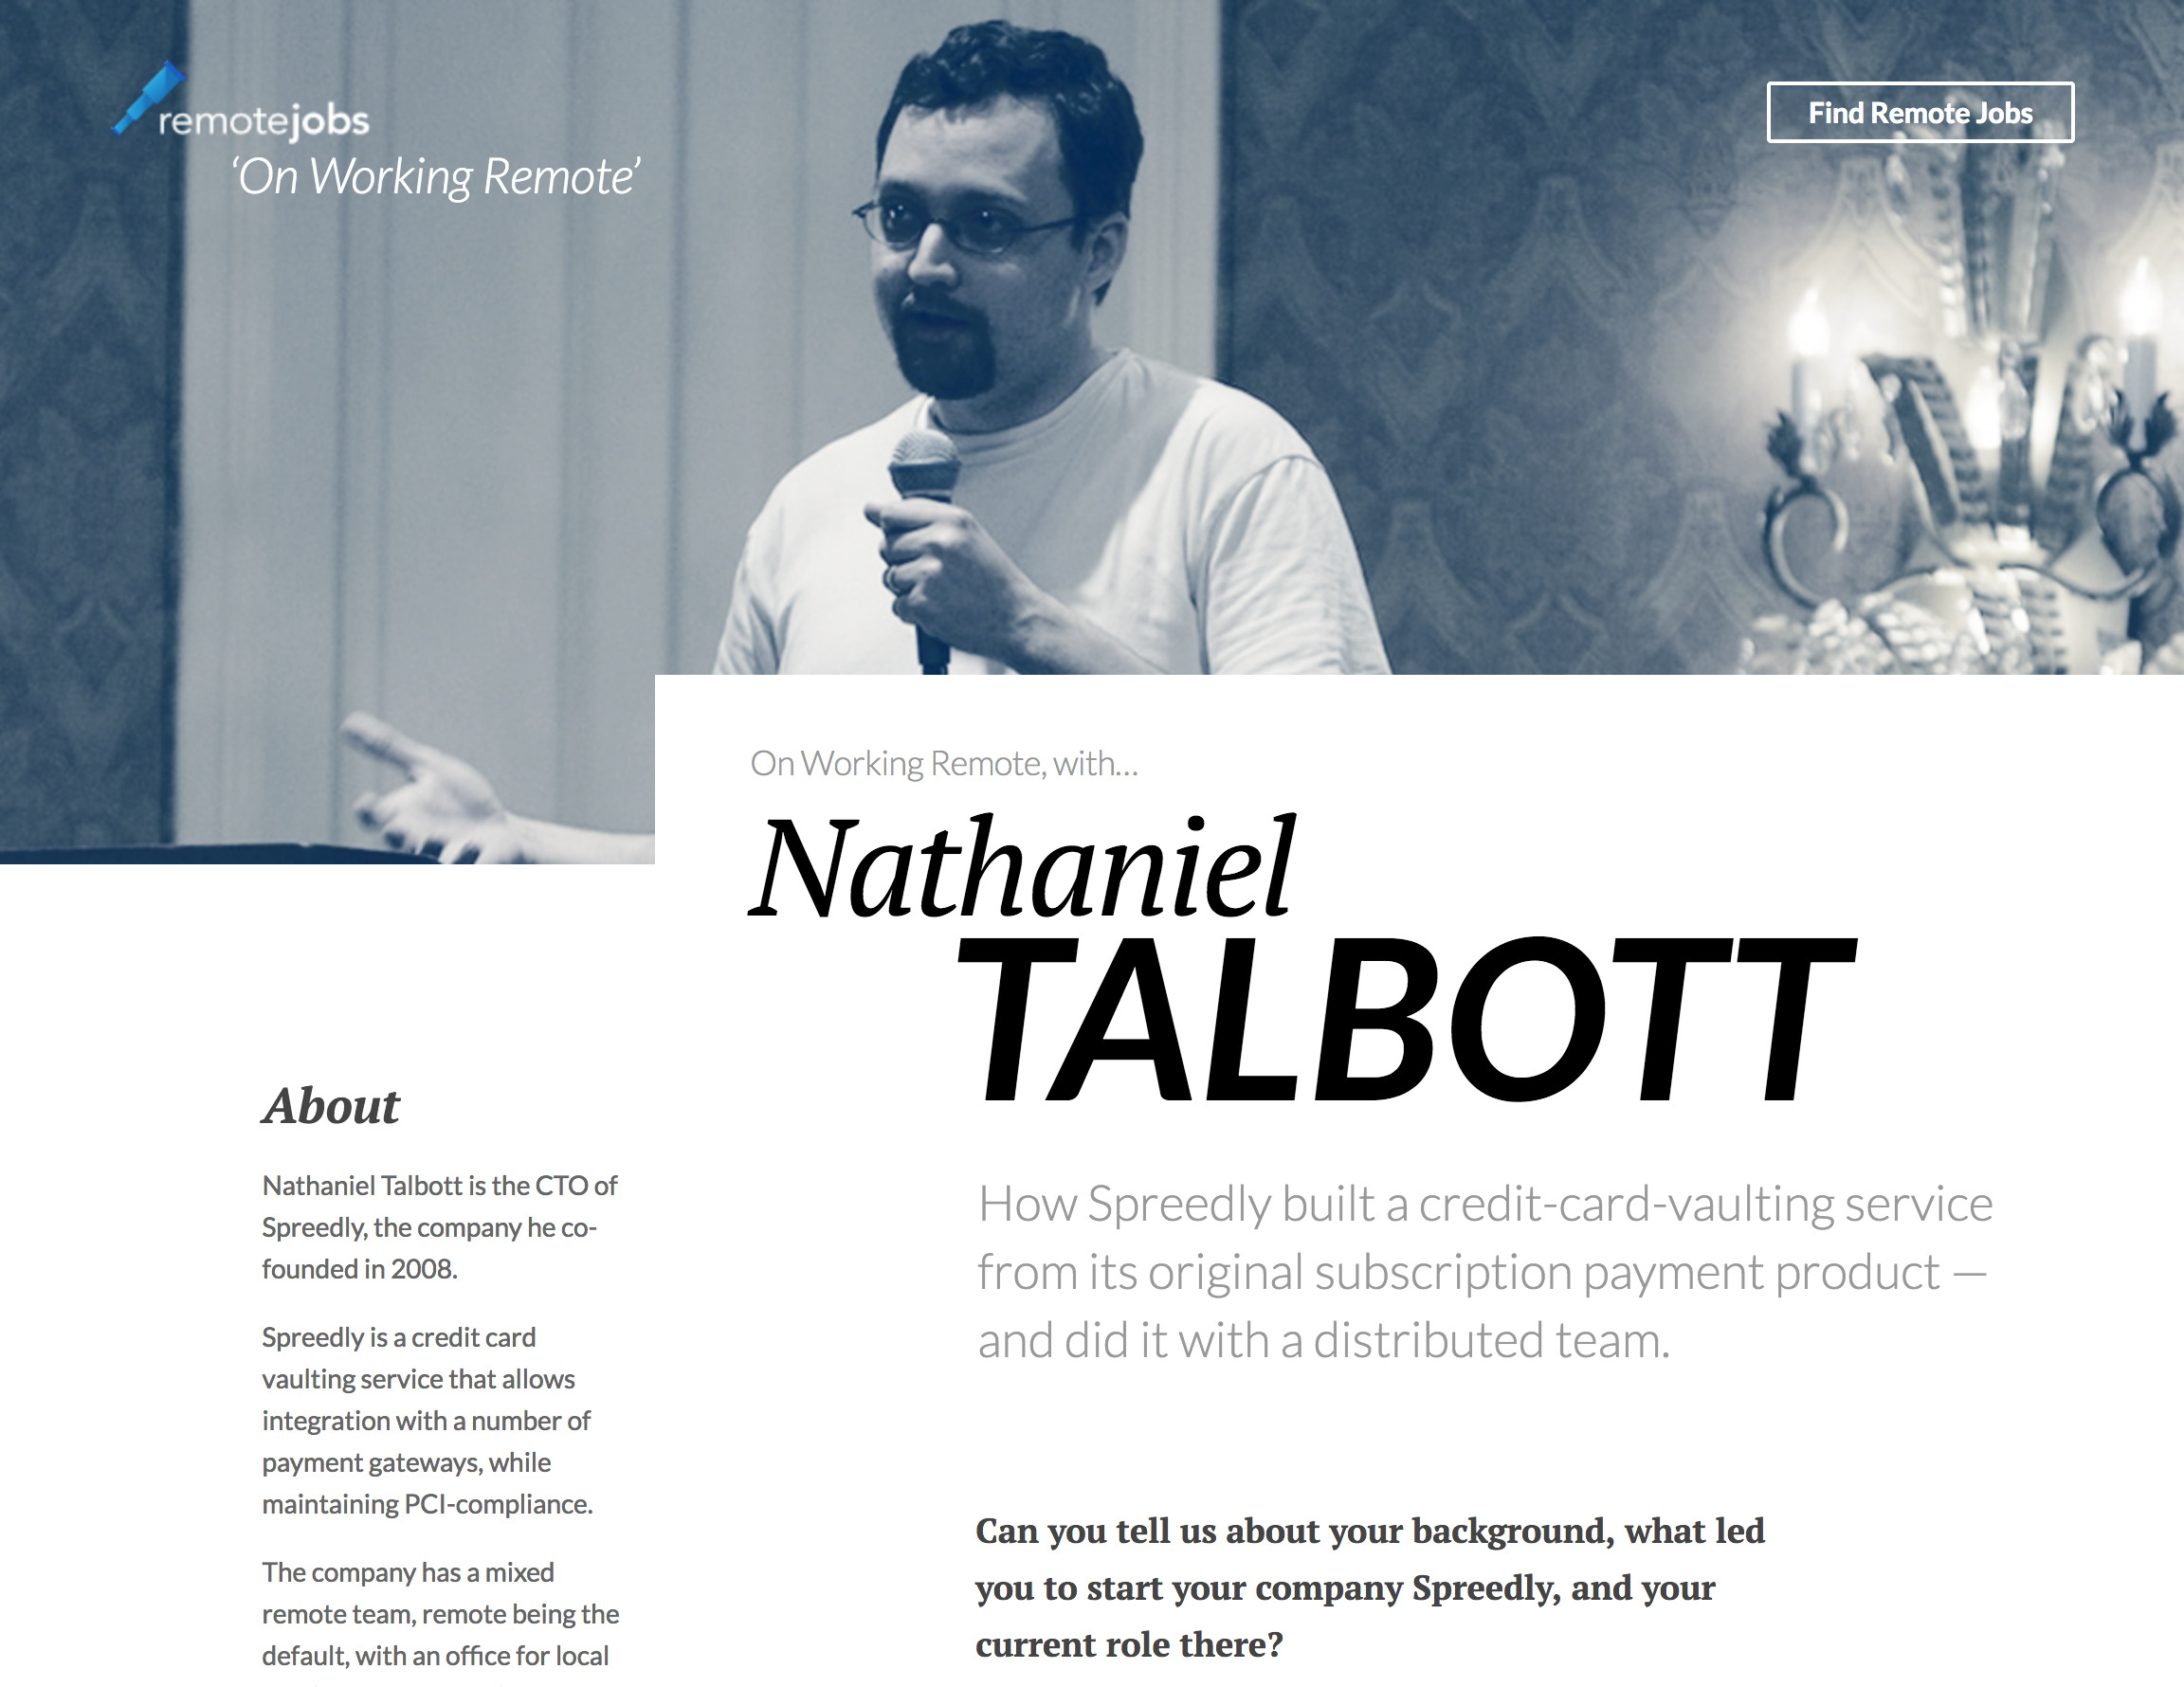 remotejobs
‘On Working Remote’
Find Remote Jobs
On Working Remote, with...
Nathaniel
TALBOTT
How Spreedly built a credit-card-vaulting service
from its original subscription payment product —
and did it with a distributed team.
About
Nathaniel Talbott is the CTO of
Spreedly, the company he co-
founded in 2008.
Spreedly is a credit card
vaulting service that allows
integration with a number of
payment gateways, while
maintaining PCI-compliance.
The company has a mixed
remote team, remote being the
default, with an office for local
Can you tell us about your background, what led
you to start your company Spreedly, and your
current role there?